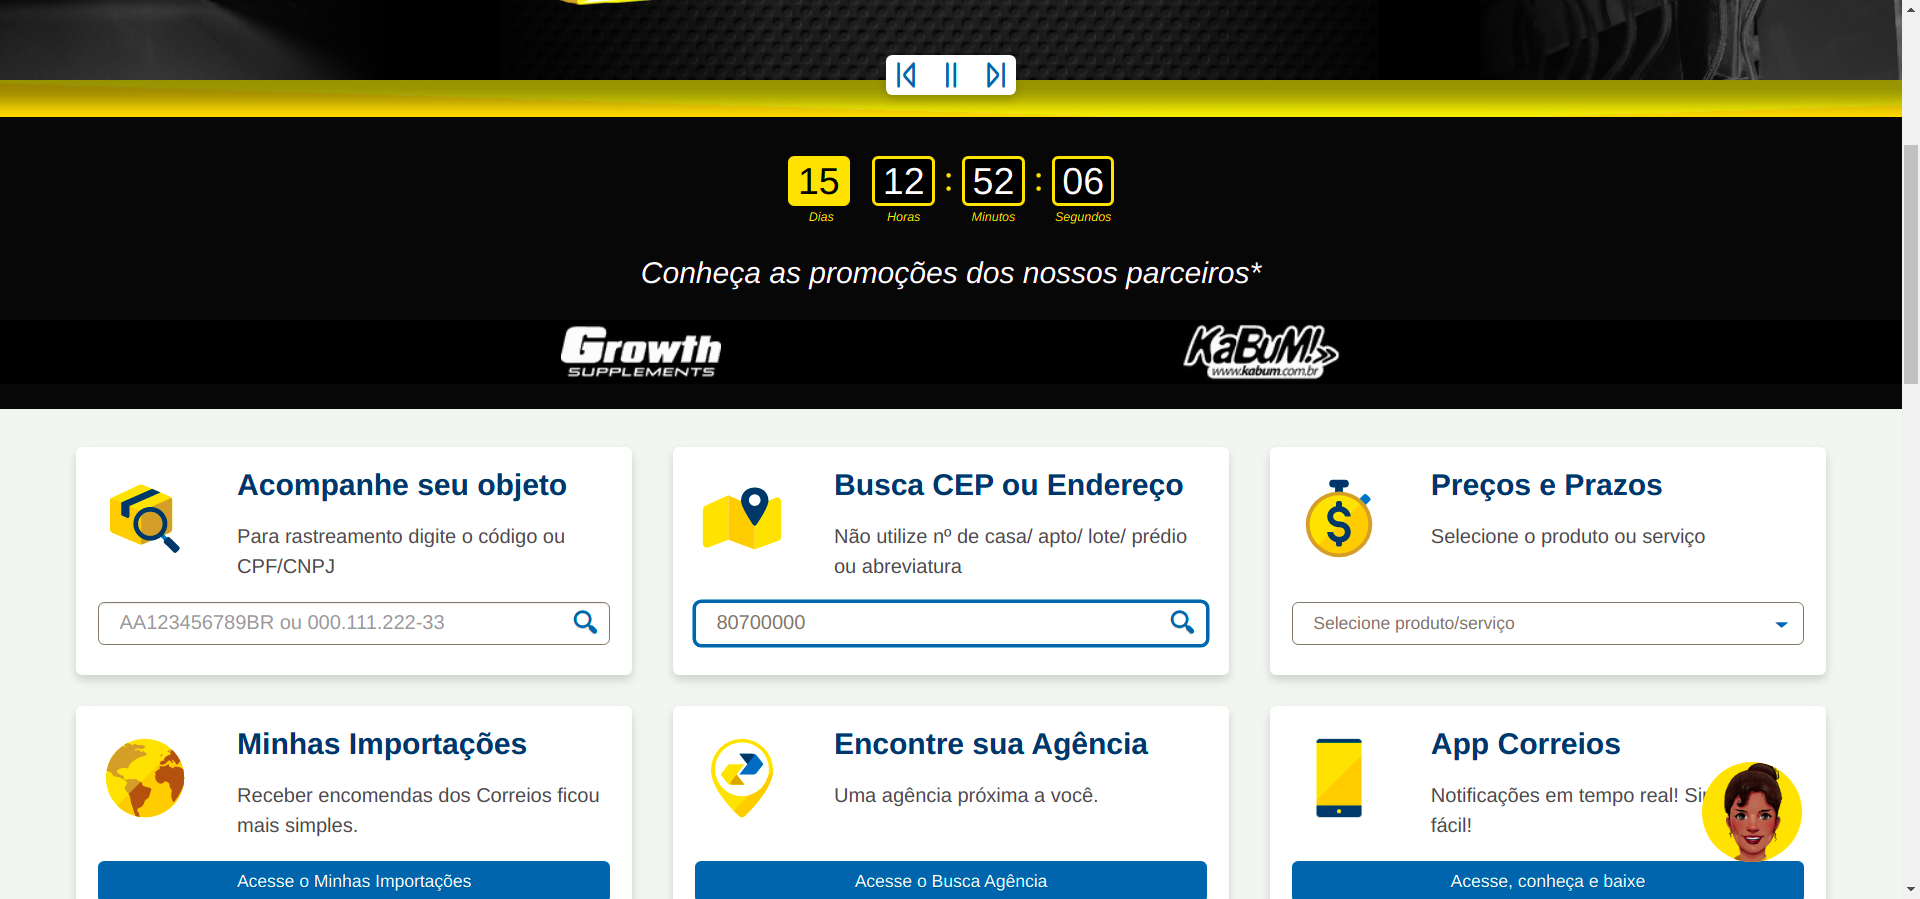 15 12 : 52 : 06
Dias Horas Minutos Segundos
Conheça as promoções dos nossos parceiros*
Growth
SUPPLEMENTS
KaBuM!
www.kabum.com.br
Acompanhe seu objeto
Para rastreamento digite o código ou
CPF/CNPJ
AA123456789BR ou 000.111.222-33
Busca CEP ou Endereço
Não utilize nº de casa/ apto/ lote/ prédio
ou abreviatura
80700000
Preços e Prazos
Selecione o produto ou serviço
Selecione produto/serviço
Minhas Importações
Receber encomendas dos Correios ficou
mais simples.
Acesse o Minhas Importações
Encontre sua Agência
Uma agência próxima a você.
Acesse o Busca Agência
App Correios
Notificações em tempo real!
fácil!
Acesse, conheça e baixe